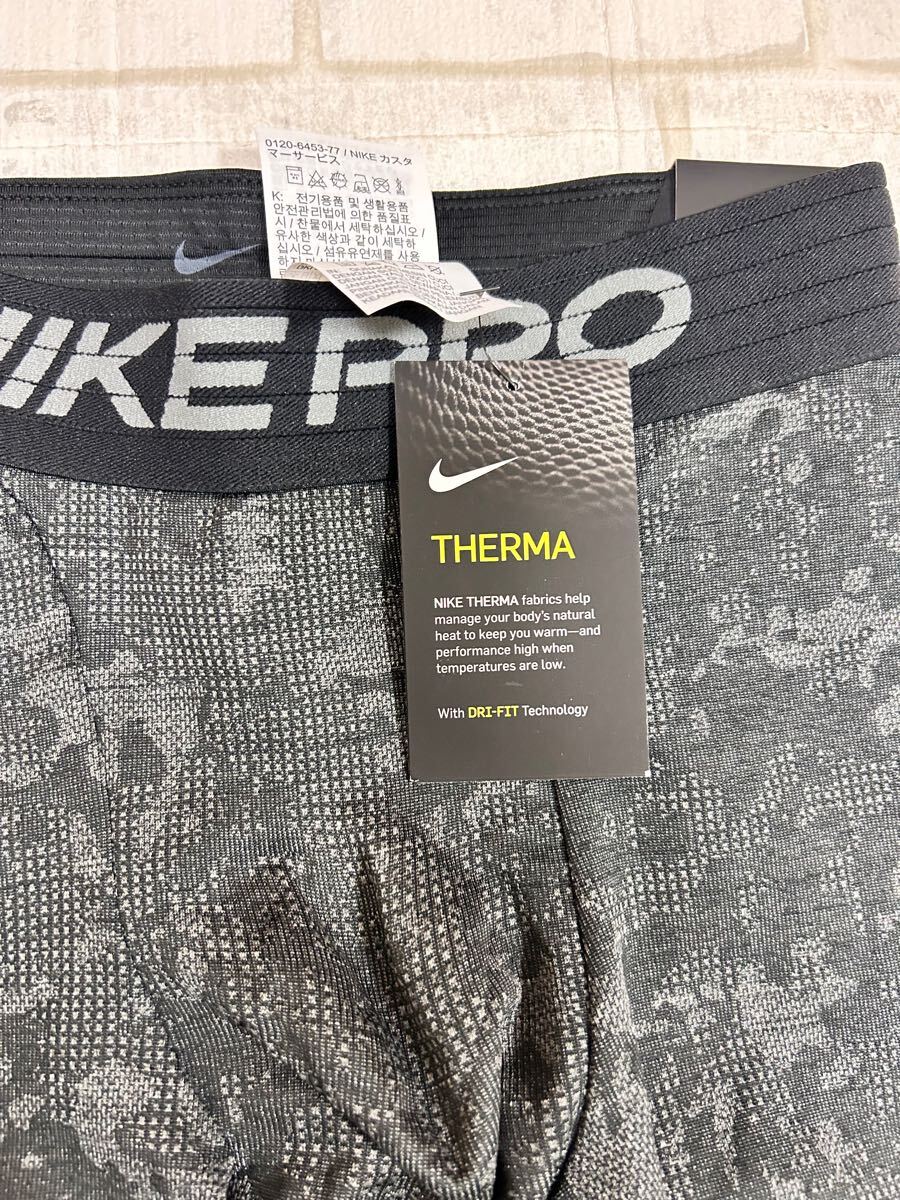 0120-6453-77 / NIKE カスタ
マーサービス
K: 전기용품 및 생활용품
안전관리법에 의한 품질표
시 / 찬물에서 세탁하십시오 /
유사한 색상과 같이 세탁하
십시오 / 섬유유연제를 사용
하지
NIKE PRO
THERMA
NIKE THERMA fabrics help
manage your body's natural
heat to keep you warm—and
performance high when
temperatures are low.
With DRI-FIT Technology